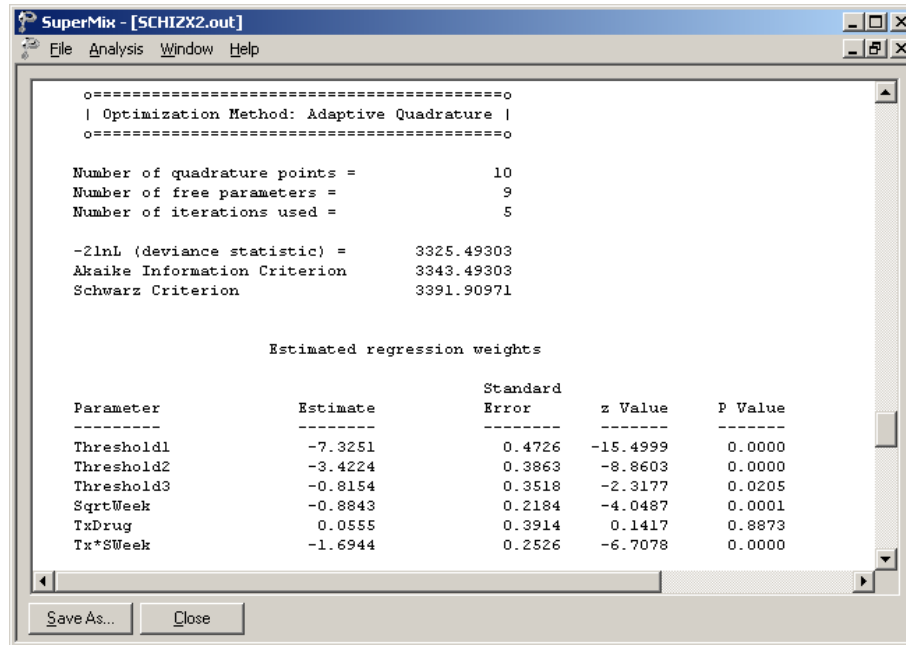 SuperMix - [SCHIZX2.out]
File Analysis Window Help
o===========================================o
| Optimization Method: Adaptive Quadrature |
o===========================================o
Number of quadrature points = 10
Number of free parameters = 9
Number of iterations used = 5
-2lnL (deviance statistic) = 3325.49303
Akaike Information Criterion 3343.49303
Schwarz Criterion 3391.90971
Estimated regression weights
Standard
Parameter Estimate Error z Value P Value
--------- -------- -------- ------- -------
Threshold1 -7.3251 0.4726 -15.4999 0.0000
Threshold2 -3.4224 0.3863 -8.8603 0.0000
Threshold3 -0.8154 0.3518 -2.3177 0.0205
SqrtWeek -0.8843 0.2184 -4.0487 0.0001
TxDrug 0.0555 0.3914 0.1417 0.8873
Tx*SWeek -1.6944 0.2526 -6.7078 0.0000
Save As... Close